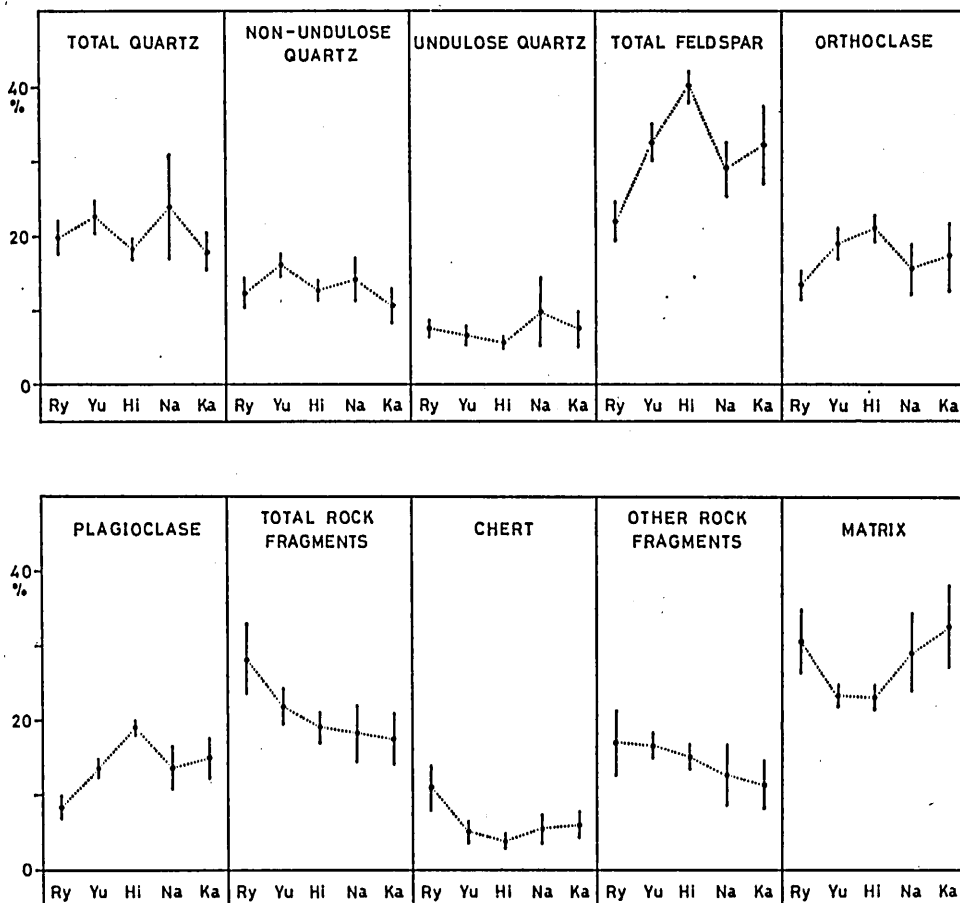 TOTAL QUARTZ
NON-UNDULOSE
QUARTZ
UNDULOSE QUARTZ
TOTAL FELDSPAR
ORTHOCLASE
40
%
20
0
Ry Yu Hi Na Ka
Ry Yu Hi Na Ka
Ry Yu Hi Na Ka
Ry Yu Hi Na Ka
Ry Yu Hi Na Ka
PLAGIOCLASE
TOTAL ROCK
FRAGMENTS
CHERT
OTHER ROCK
FRAGMENTS
MATRIX
40
%
20
0
Ry Yu Hi Na Ka
Ry Yu Hi Na Ka
Ry Yu Hi Na Ka
Ry Yu Hi Na Ka
Ry Yu Hi Na Ka